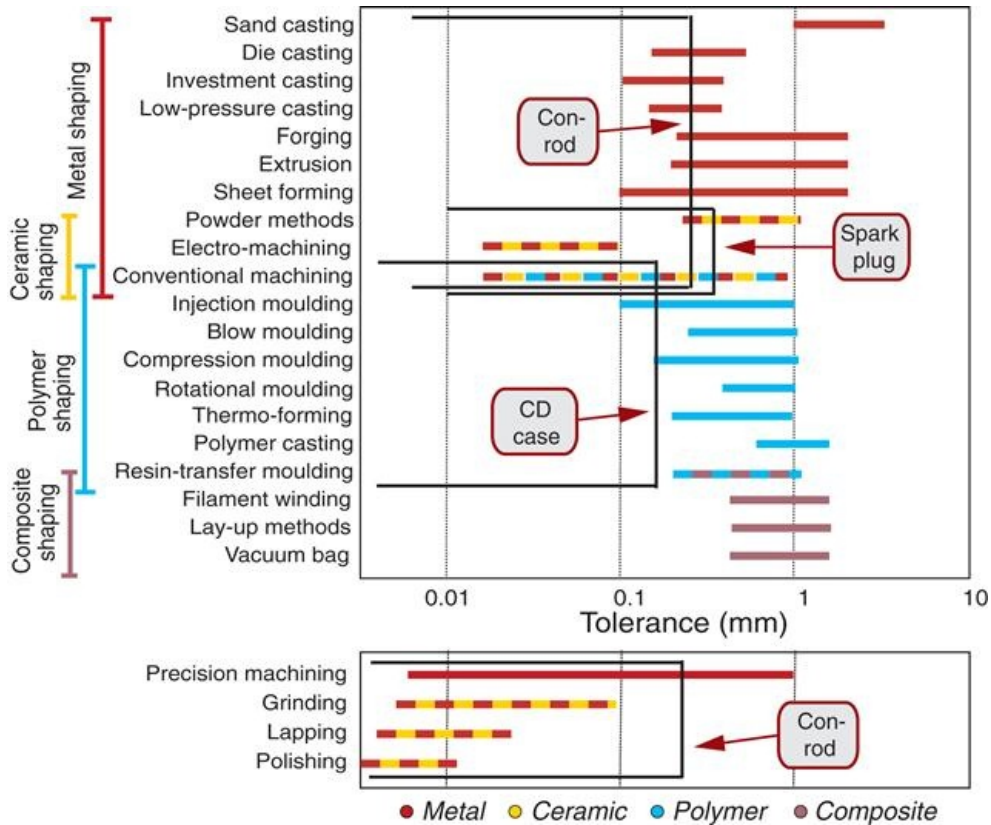 Sand casting
Die casting
Investment casting
Low-pressure casting
Forging
Extrusion
Sheet forming
Powder methods
Electro-machining
Conventional machining
Injection moulding
Blow moulding
Compression moulding
Rotational moulding
Thermo-forming
Polymer casting
Resin-transfer moulding
Filament winding
Lay-up methods
Vacuum bag
Metal shaping
Ceramic
shaping
Polymer
shaping
Composite
shaping
Con-
rod
Spark
plug
CD
case
0.01 0.1 1 10
Tolerance (mm)
Precision machining
Grinding
Lapping
Polishing
Con-
rod
Metal Ceramic Polymer Composite